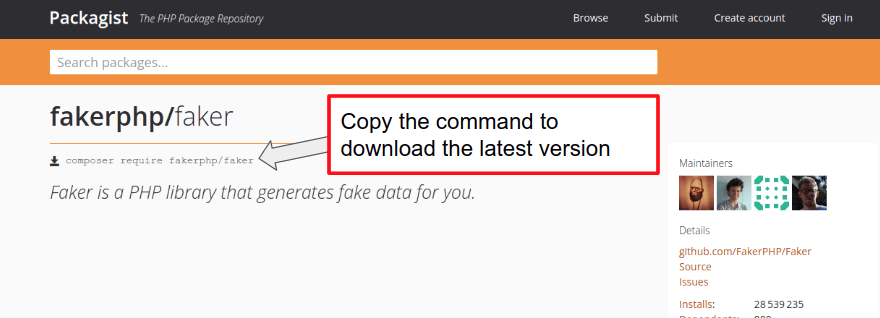 Packagist The PHP Package Repository
Browse Submit Create account Sign in
Search packages...
fakerphp/faker
composer require fakerphp/faker
Copy the command to
download the latest version
Faker is a PHP library that generates fake data for you.
Maintainers
Details
github.com/FakerPHP/Faker
Source
Issues
Installs: 28 539 235